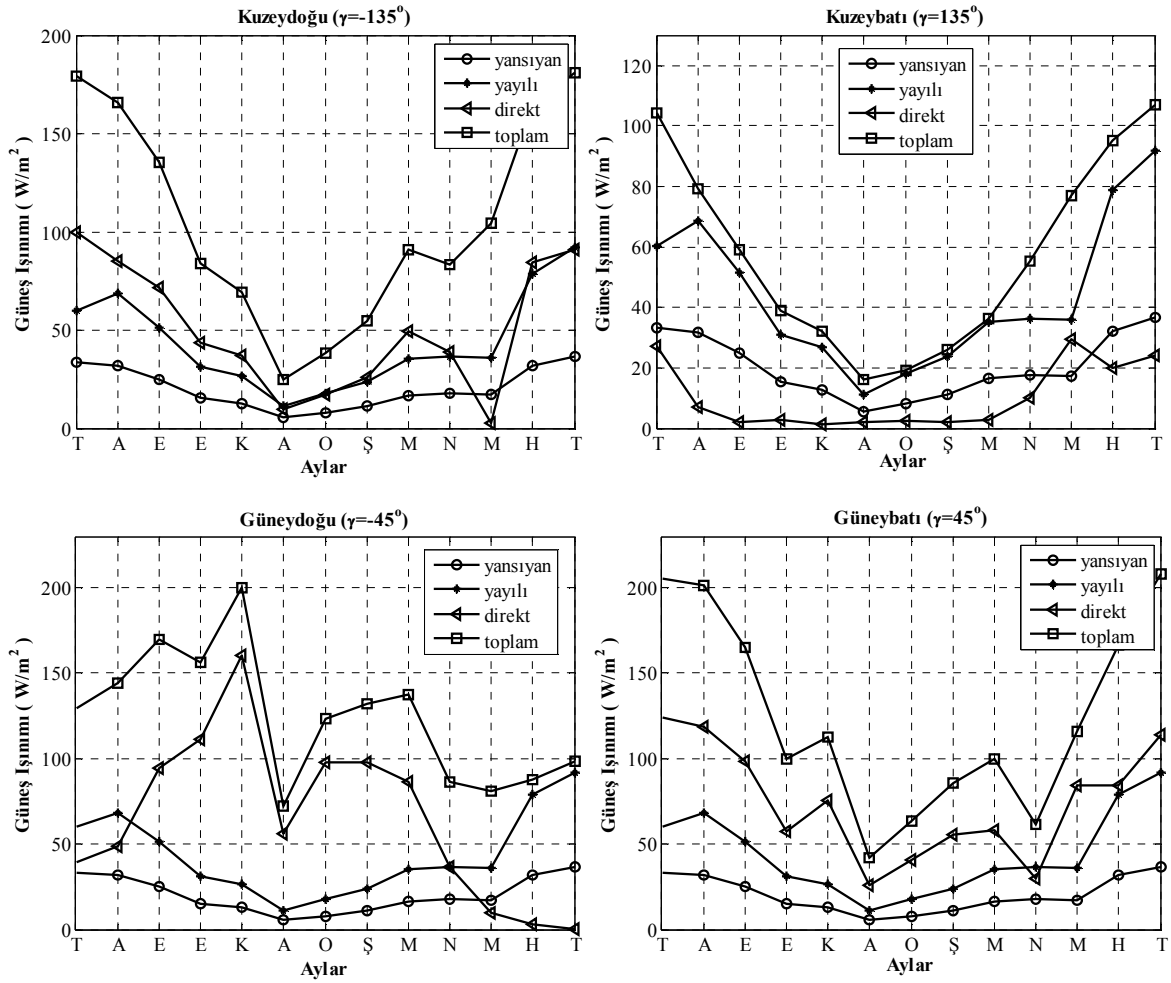 Kuzeydoğu (γ=-135°)
200
150
100
50
0
Güneş Işınımı ( W/m² )
yansıyan
yayılı
direkt
toplam
T A E E K A O Ş M N M H T
Aylar
Kuzeybatı (γ=135°)
120
100
80
60
40
20
0
Güneş Işınımı ( W/m² )
yansıyan
yayılı
direkt
toplam
T A E E K A O Ş M N M H T
Aylar
Güneydoğu (γ=-45°)
200
150
100
50
0
Güneş Işınımı ( W/m² )
yansıyan
yayılı
direkt
toplam
T A E E K A O Ş M N M H T
Aylar
Güneybatı (γ=45°)
200
150
100
50
0
Güneş Işınımı ( W/m² )
yansıyan
yayılı
direkt
toplam
T A E E K A O Ş M N M H T
Aylar